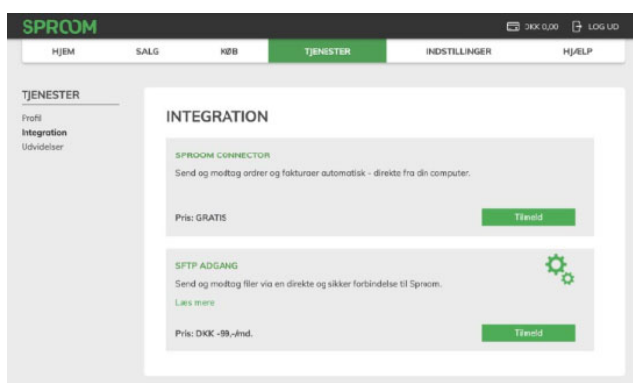 SPROOM
DKK 0,00 LOG UD
HJEM SALG KØB TJENESTER INDSTILLINGER HJÆLP
TJENESTER
Profil
Integration
Udvidelser
INTEGRATION
SPROOM CONNECTOR
Send og modtag ordrer og fakturaer automatisk - direkte fra din computer.
Pris: GRATIS
Tilmeld
SFTP ADGANG
Send og modtag filer via en direkte og sikker forbindelse til Sproom.
Læs mere
Pris: DKK -99,-/md.
Tilmeld